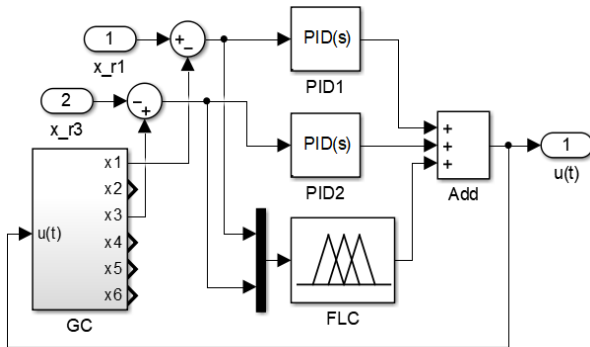 1
x_r1
+
-
PID(s)
PID1
2
x_r3
-
+
PID(s)
PID2
+
+
+
Add
1
u(t)
u(t)
x1
x2
x3
x4
x5
x6
GC
FLC